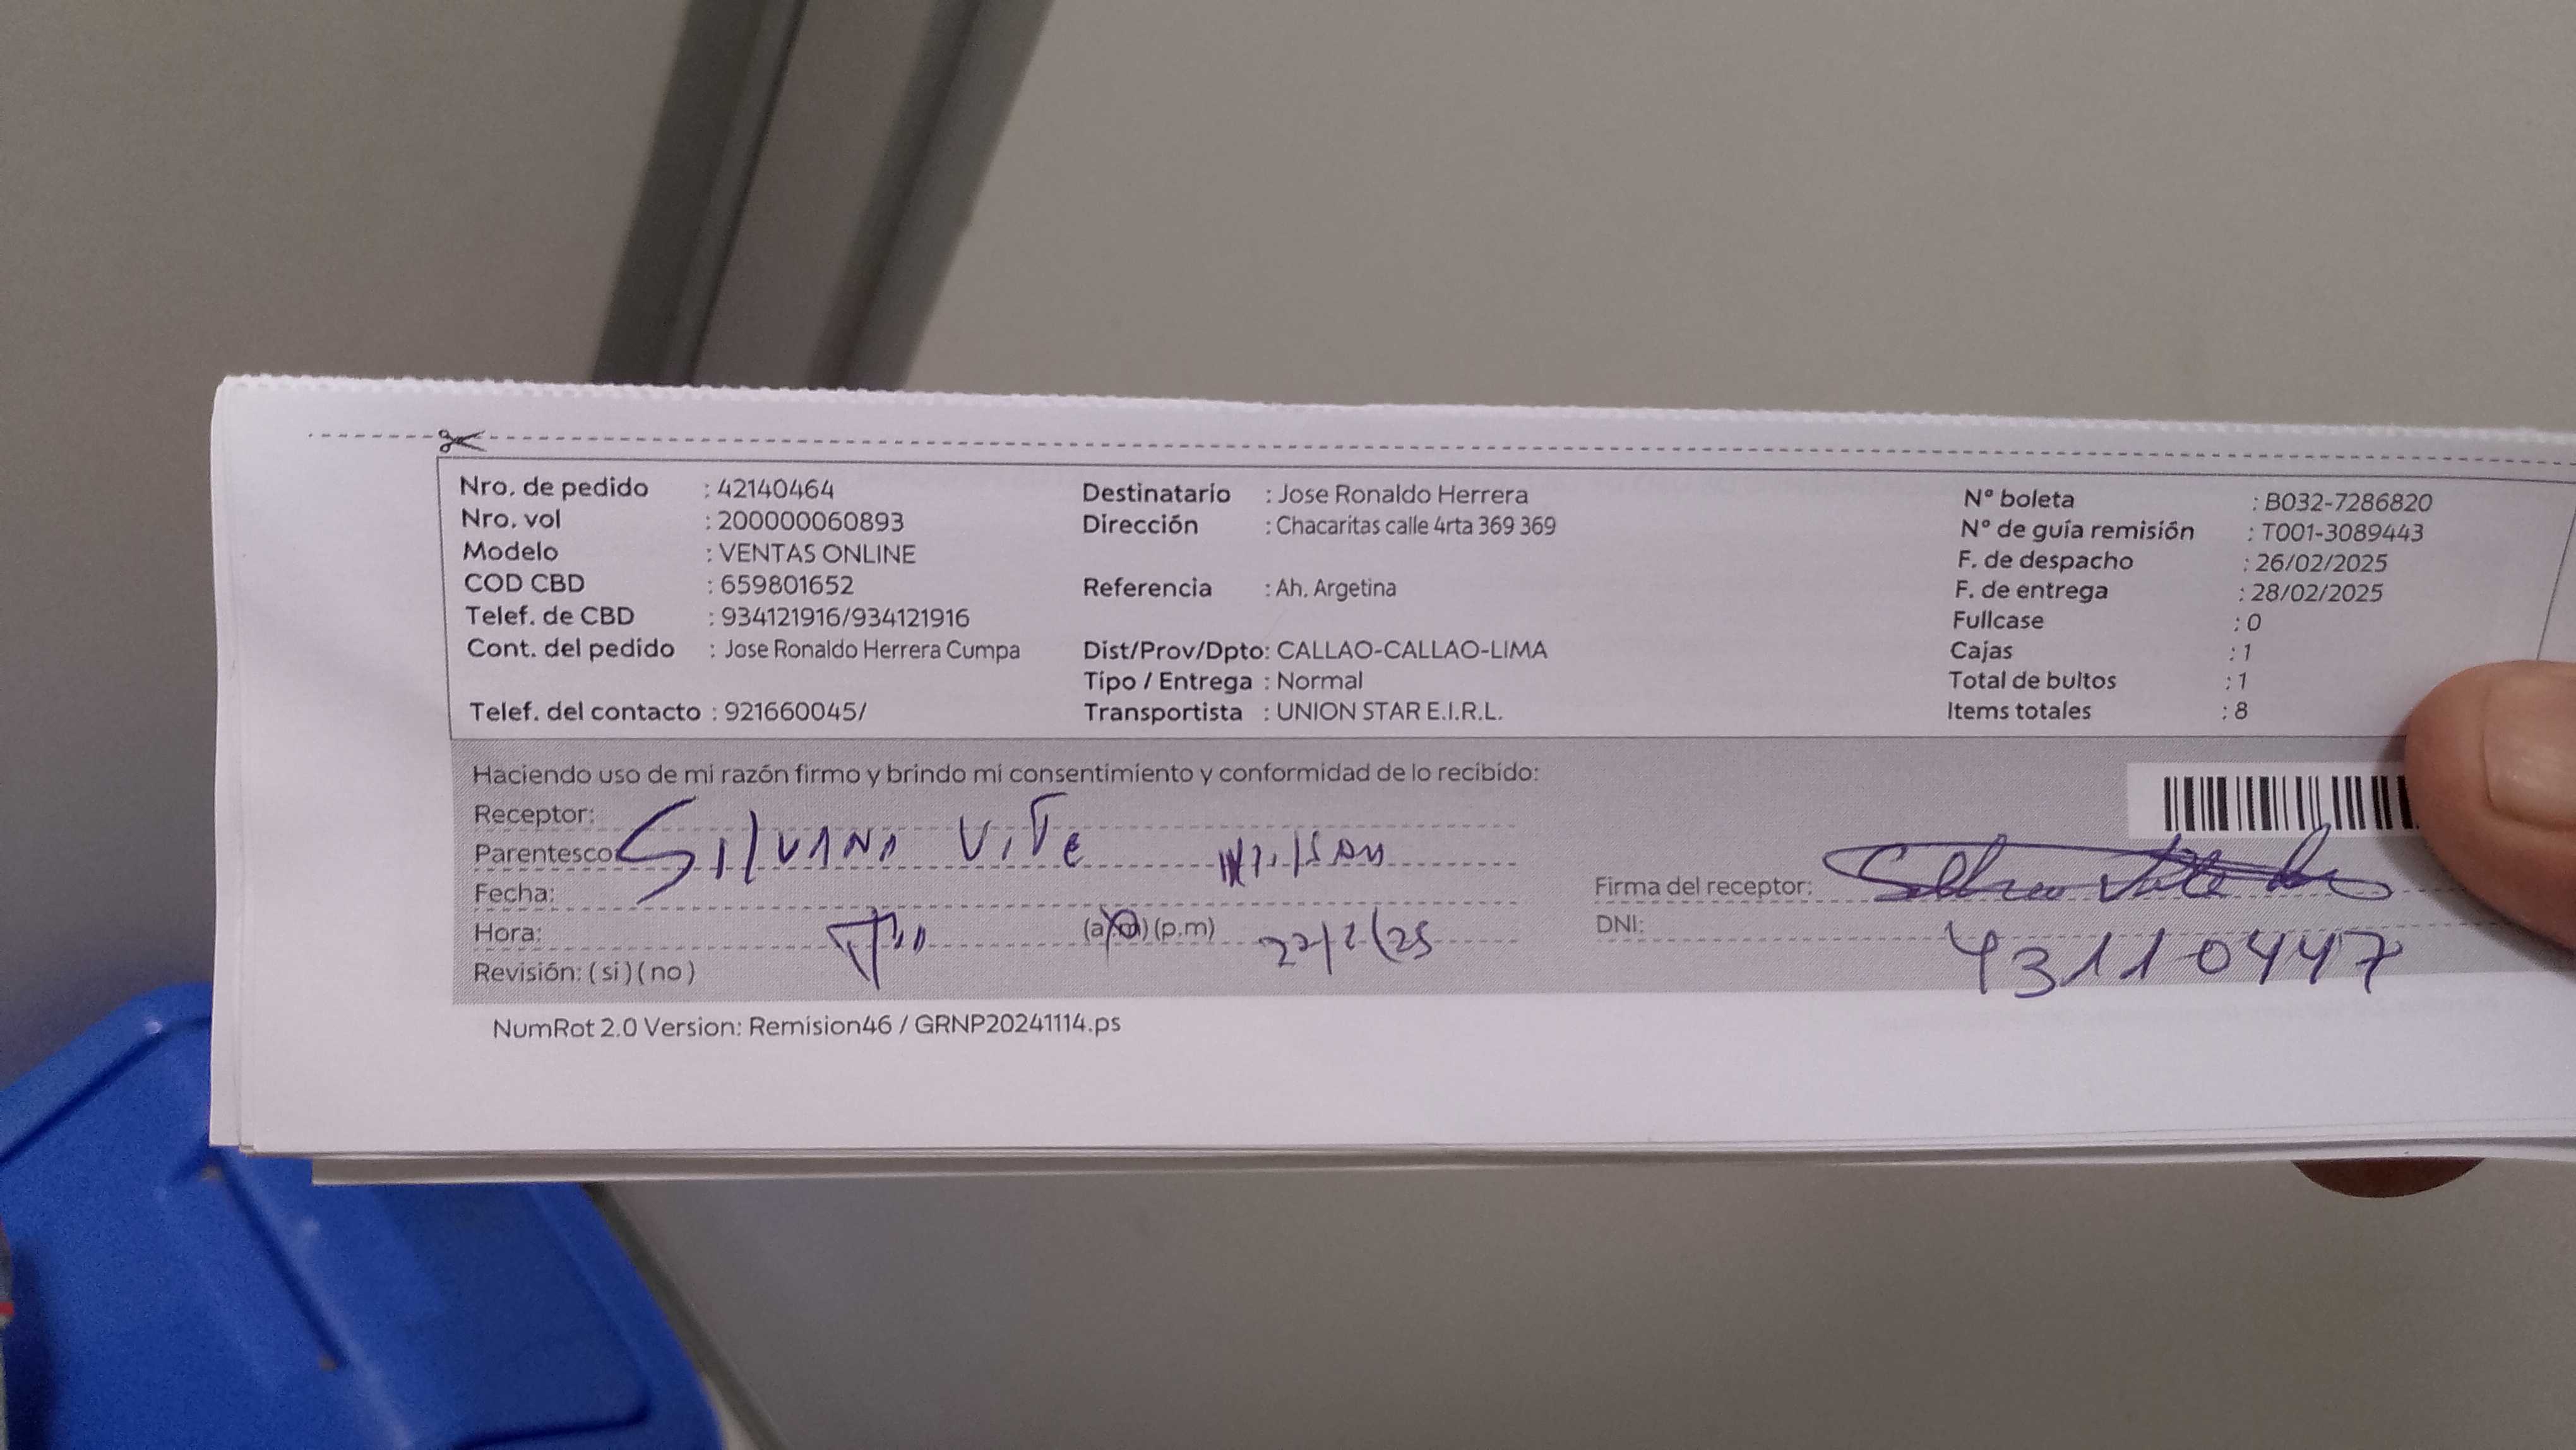 Nro. de pedido : 42140464
Nro. vol : 200000060893
Modelo : VENTAS ONLINE
COD CBD : 659801652
Telef. de CBD : 934121916/934121916
Cont. del pedido : Jose Ronaldo Herrera Cumpa
Telef. del contacto : 921660045/
Destinatario : Jose Ronaldo Herrera
Dirección : Chacaritas calle 4rta 369 369
Referencia : Ah. Argetina
Dist/Prov/Dpto: CALLAO-CALLAO-LIMA
Tipo / Entrega : Normal
Transportista : UNION STAR E.I.R.L.
N° boleta : B032-7286820
N° de guía remisión : T001-3089443
F. de despacho : 26/02/2025
F. de entrega : 28/02/2025
Fullcase : 0
Cajas : 1
Total de bultos : 1
Items totales : 8
Haciendo uso de mi razón firmo y brindo mi consentimiento y conformidad de lo recibido:
Receptor:
Parentesco: Silvana Vite
Fecha:
Hora: (p.m)
Revisión: ( si ) ( no )
Firma del receptor:
DNI: 43110447
NumRot 2.0 Version: Remision46 / GRNP20241114.ps